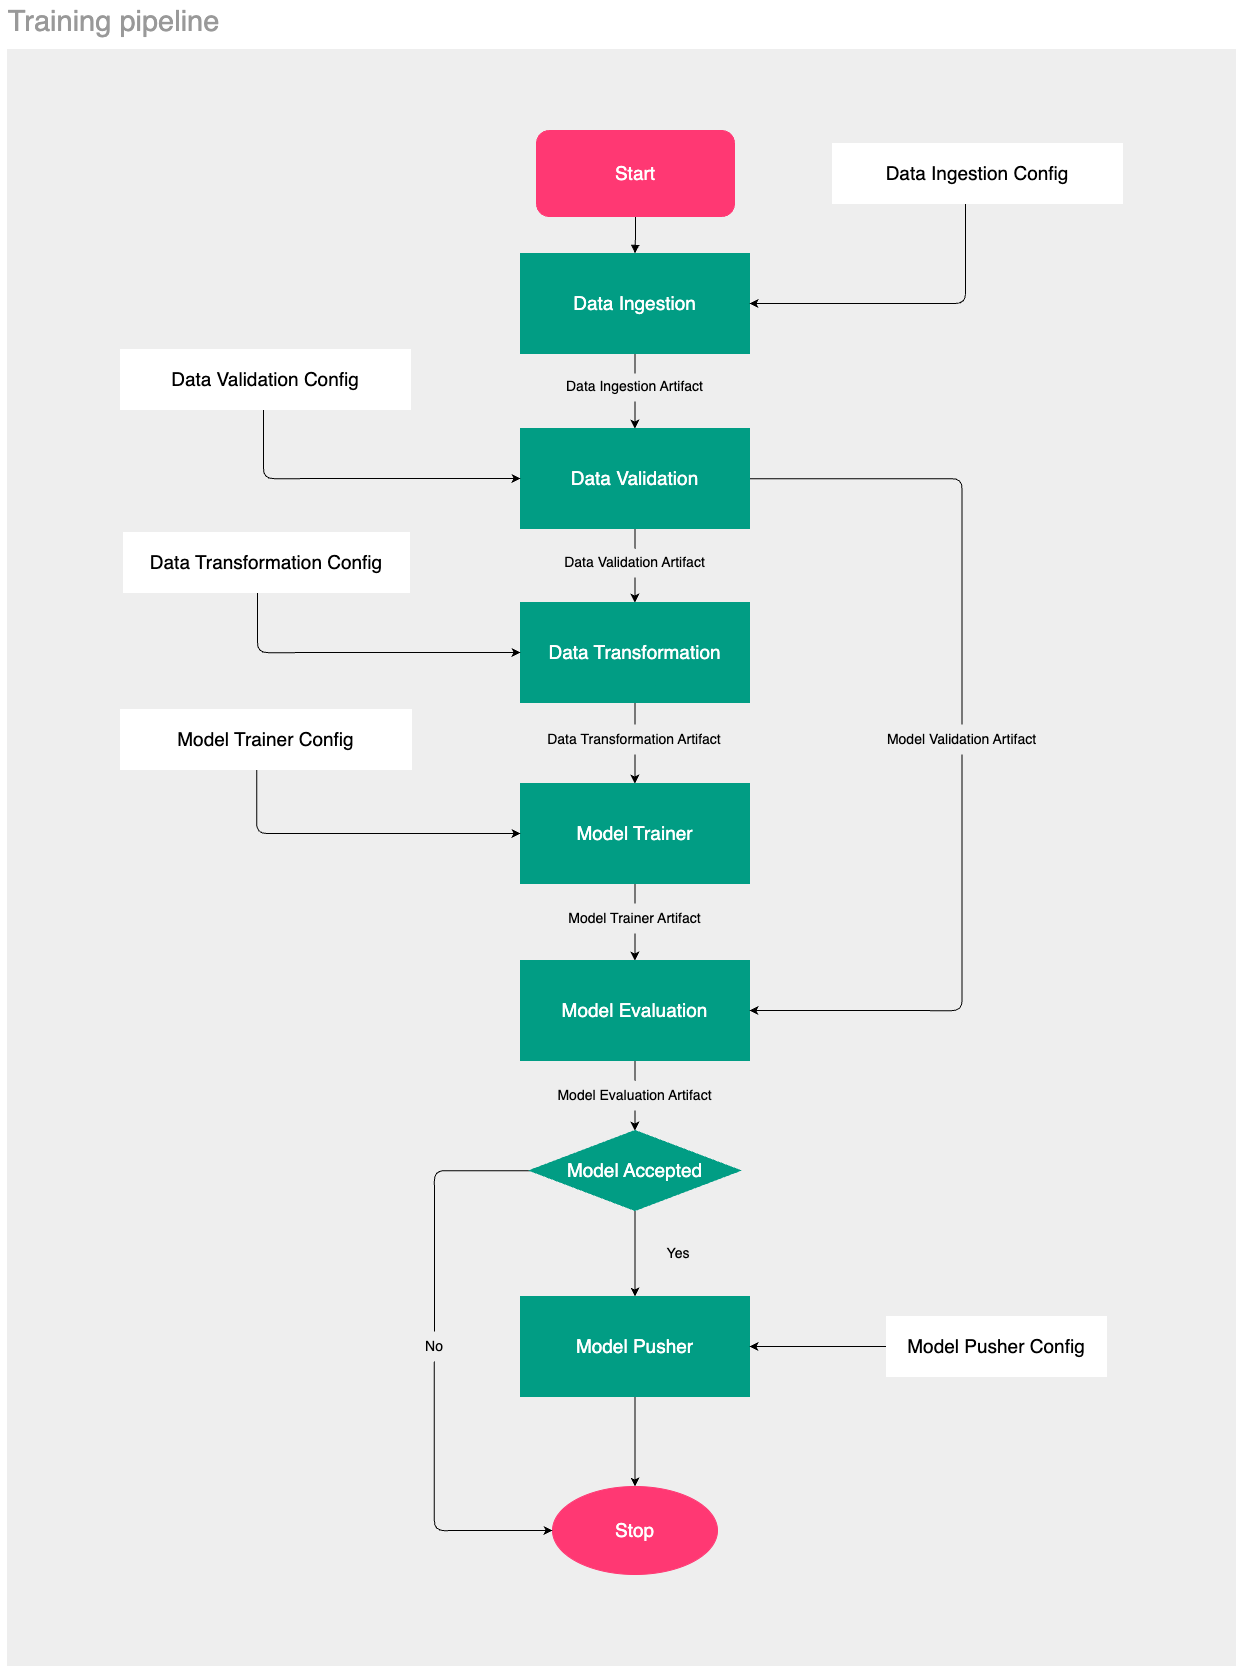 Training pipeline
Start
Data Ingestion Config
Data Ingestion
Data Validation Config
Data Ingestion Artifact
Data Validation
Data Transformation Config
Data Validation Artifact
Data Transformation
Model Trainer Config
Data Transformation Artifact
Model Validation Artifact
Model Trainer
Model Trainer Artifact
Model Evaluation
Model Evaluation Artifact
Model Accepted
Yes
No
Model Pusher
Model Pusher Config
Stop